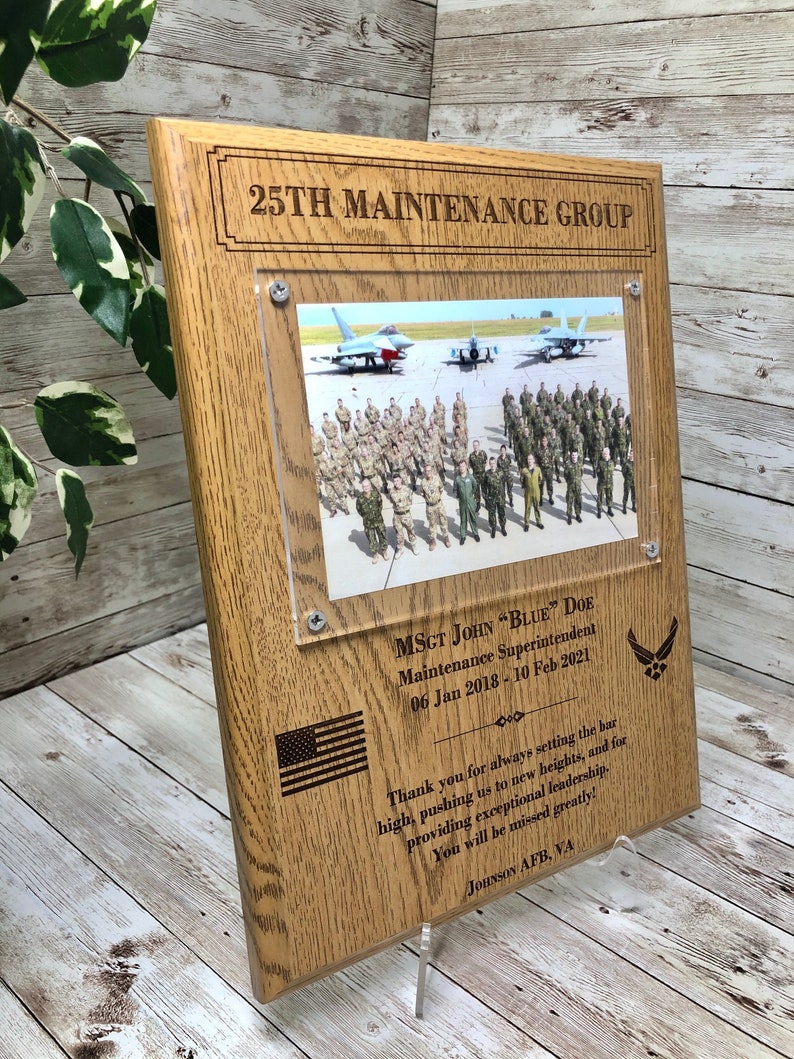 25TH MAINTENANCE GROUP
MSGT JOHN “BLUE” DOE
Maintenance Superintendent
06 Jan 2018 - 10 Feb 2021
Thank you for always setting the bar
high, pushing us to new heights, and for
providing exceptional leadership.
You will be missed greatly!
JOHNSON AFB, VA